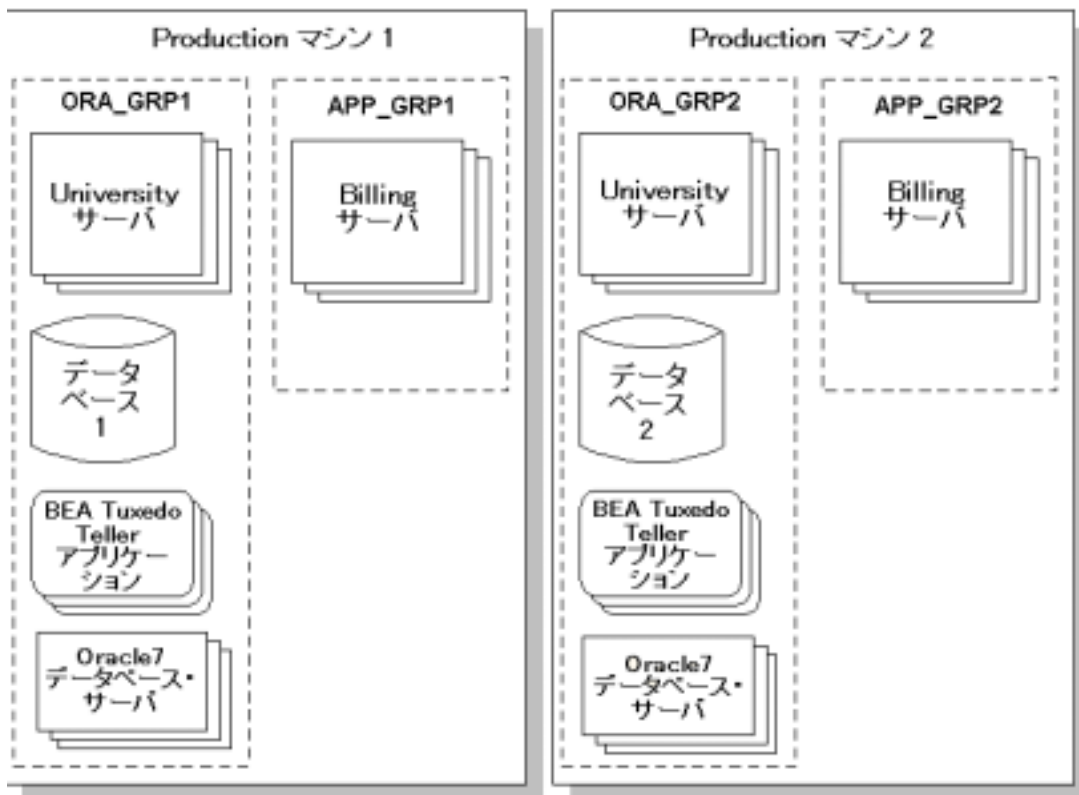 Production マシン 1
ORA_GRP1
University
サーバ
データ
ベース
1
BEA Tuxedo
Teller
アプリケー
ション
Oracle7
データベース・
サーバ
APP_GRP1
Billing
サーバ
Production マシン 2
ORA_GRP2
University
サーバ
データ
ベース
2
BEA Tuxedo
Teller
アプリケー
ション
Oracle7
データベース・
サーバ
APP_GRP2
Billing
サーバ